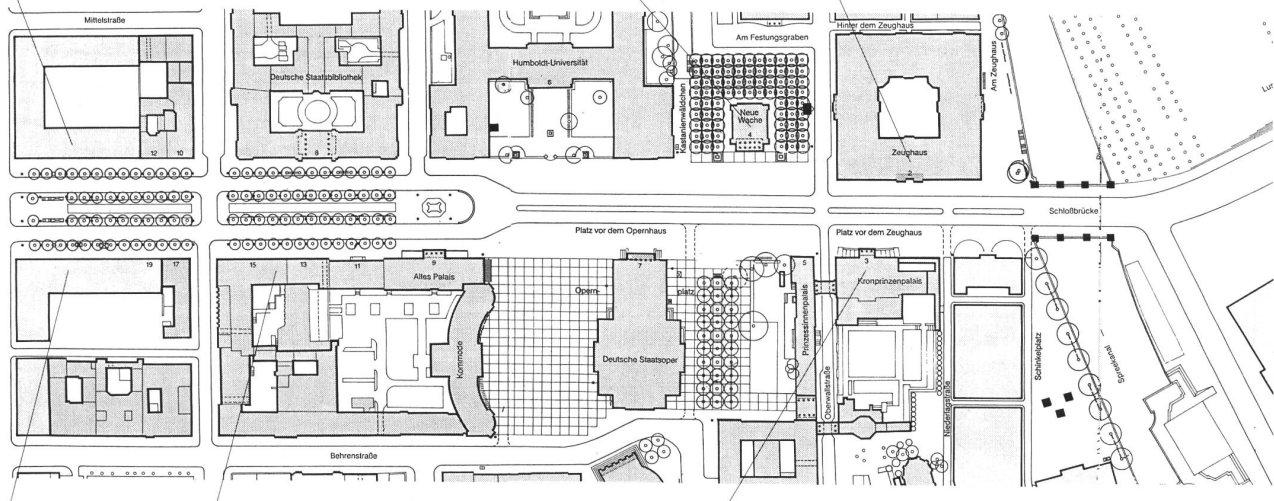 Mittelstraße
Hinter dem Zeughaus
Am Festungsgraben
Am Zeughaus
Deutsche Staatsbibliothek
Humboldt-Universität
6
Kastanienwäldchen
Neue
Wache
4
Zeughaus
2
12
10
8
Lu
Schloßbrücke
Platz vor dem Opernhaus
Platz vor dem Zeughaus
19
17
15
13
11
9
Altes Palais
7
5
3
Kronprinzenpalais
Opern-
platz
Prinzessinnenpalais
Kommode
Deutsche Staatsoper
Oberwallstraße
Niederlagstraße
Schinkelplatz
Spreekanal
Behrenstraße